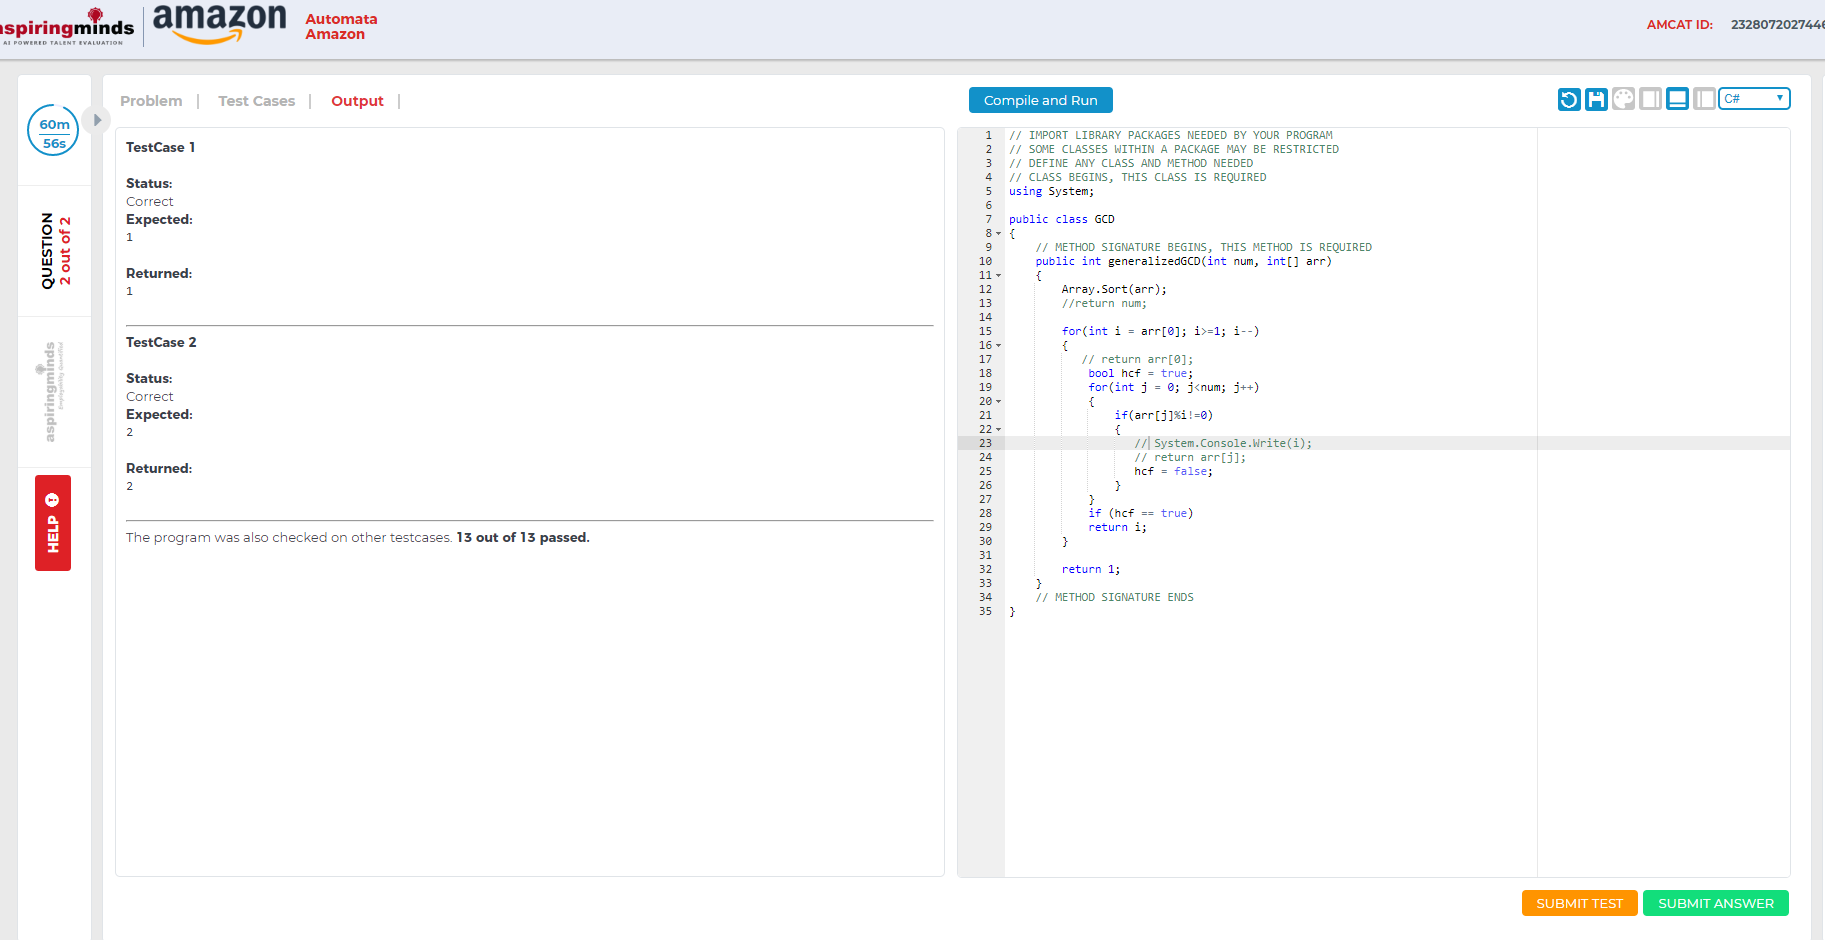 aspiringminds
AI POWERED TALENT EVALUATION
amazon
Automata
Amazon
AMCAT ID:
2328072027446
60m
56s
QUESTION
2 out of 2
aspiringminds
Employability Quantified
HELP
Problem | Test Cases | Output |
TestCase 1
Status:
Correct
Expected:
1
Returned:
1
TestCase 2
Status:
Correct
Expected:
2
Returned:
2
The program was also checked on other testcases. 13 out of 13 passed.
Compile and Run
C#
1 // IMPORT LIBRARY PACKAGES NEEDED BY YOUR PROGRAM
2 // SOME CLASSES WITHIN A PACKAGE MAY BE RESTRICTED
3 // DEFINE ANY CLASS AND METHOD NEEDED
4 // CLASS BEGINS, THIS CLASS IS REQUIRED
5 using System;
6
7 public class GCD
8 {
9 // METHOD SIGNATURE BEGINS, THIS METHOD IS REQUIRED
10 public int generalizedGCD(int num, int[] arr)
11 {
12 Array.Sort(arr);
13 //return num;
14
15 for(int i = arr[0]; i>=1; i--)
16 {
17 // return arr[0];
18 bool hcf = true;
19 for(int j = 0; j<num; j++)
20 {
21 if(arr[j]%i!=0)
22 {
23 // System.Console.Write(i);
24 // return arr[j];
25 hcf = false;
26 }
27 }
28 if (hcf == true)
29 return i;
30 }
31
32 return 1;
33 }
34 // METHOD SIGNATURE ENDS
35 }
SUBMIT TEST
SUBMIT ANSWER